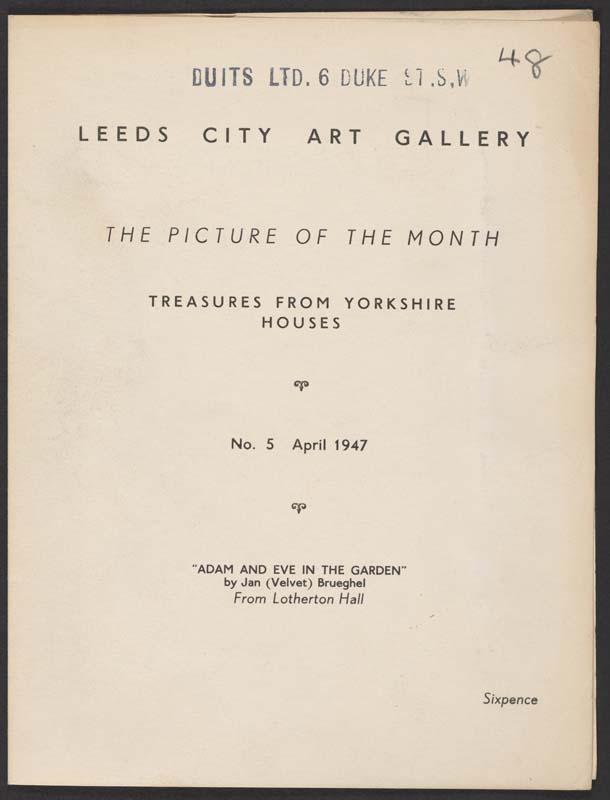 48
DUITS LTD. 6 DUKE ST.S.W
LEEDS CITY ART GALLERY
THE PICTURE OF THE MONTH
TREASURES FROM YORKSHIRE
HOUSES
No. 5 April 1947
"ADAM AND EVE IN THE GARDEN"
by Jan (Velvet) Brueghel
From Lotherton Hall
Sixpence